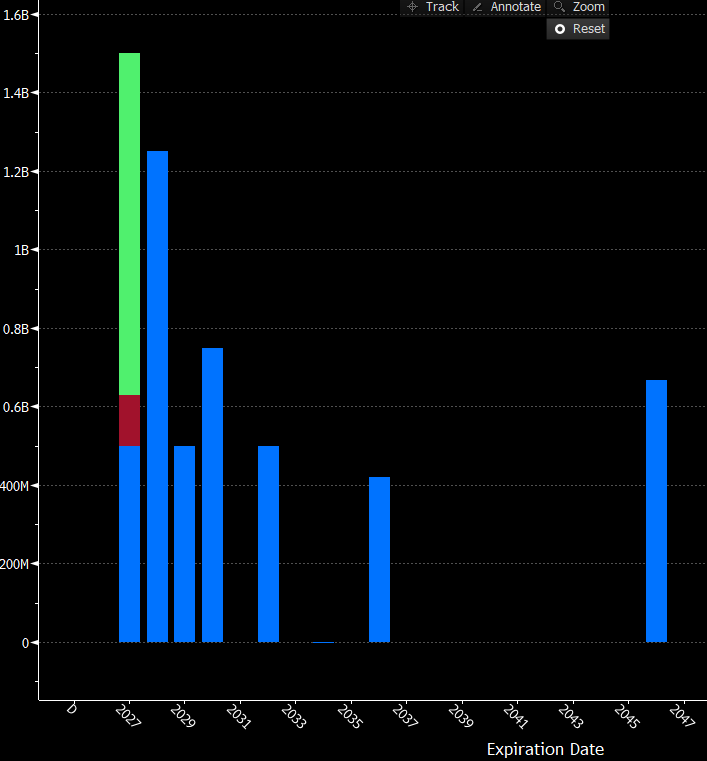 Track Annotate Zoom
Reset
1.6B
1.4B
1.2B
1B
0.8B
0.6B
400M
200M
0
D 2027 2029 2031 2033 2035 2037 2039 2041 2043 2045 2047
Expiration Date